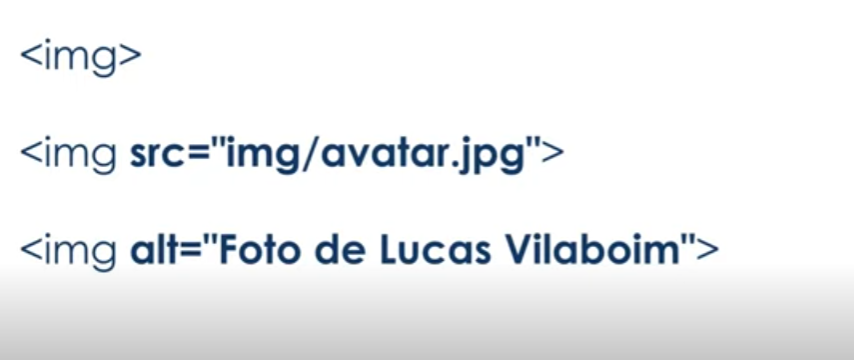 <img>
<img src="img/avatar.jpg">
<img alt="Foto de Lucas Vilaboim">